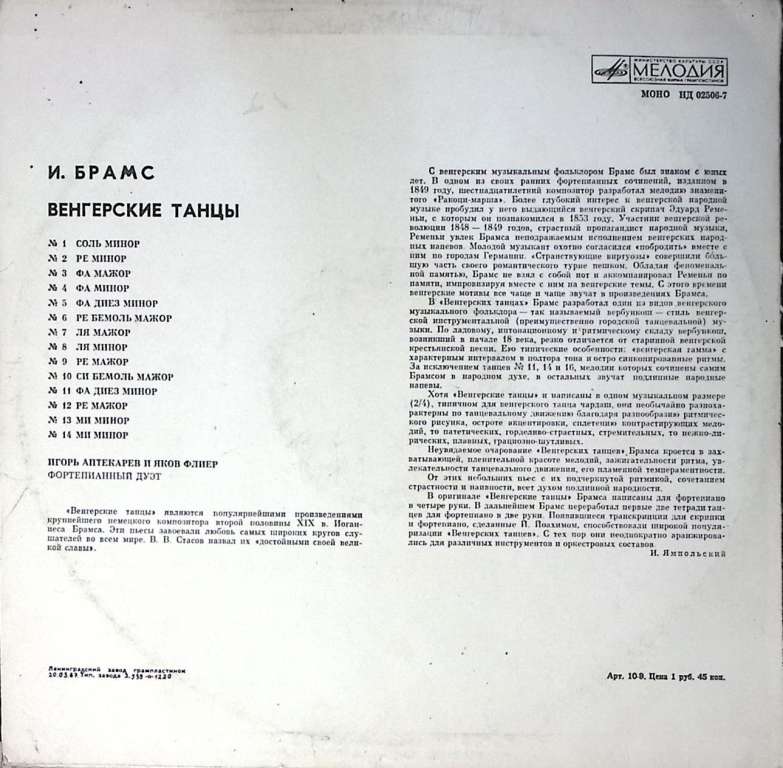 МИНИСТЕРСТВО КУЛЬТУРЫ СССР
МЕЛОДИЯ
ВСЕСОЮЗНАЯ ФИРМА ГРАМПЛАСТИНОК
МОНО НД 02506-7
И. БРАМС
ВЕНГЕРСКИЕ ТАНЦЫ
№ 1 СОЛЬ МИНОР
№ 2 РЕ МИНОР
№ 3 ФА МАЖОР
№ 4 ФА МИНОР
№ 5 ФА ДИЕЗ МИНОР
№ 6 РЕ БЕМОЛЬ МАЖОР
№ 7 ЛЯ МАЖОР
№ 8 ЛЯ МИНОР
№ 9 РЕ МАЖОР
№ 10 СИ БЕМОЛЬ МАЖОР
№ 11 ФА ДИЕЗ МИНОР
№ 12 РЕ МАЖОР
№ 13 МИ МИНОР
№ 14 МИ МИНОР
ИГОРЬ АПТЕКАРЕВ И ЯКОВ ФЛИЕР
ФОРТЕПИАННЫЙ ДУЭТ
«Венгерские танцы» являются популярнейшими произведениями
крупнейшего немецкого композитора второй половины XIX в. Иоган-
неса Брамса. Эти пьесы завоевали любовь самых широких кругов слу-
шателей во всем мире. В. В. Стасов назвал их «достойными своей вели-
кой славы».
С венгерским музыкальным фольклором Брамс был знаком с юных
лет. В одном из своих ранних фортепианных сочинений, изданном в
1849 году, шестнадцатилетний композитор разработал мелодию знамени-
того «Ракоци-марша». Более глубокий интерес к венгерской народной
музыке пробудил у него выдающийся венгерский скрипач Эдуард Реме-
ньи, с которым он познакомился в 1853 году. Участник венгерской ре-
волюции 1848 — 1849 годов, страстный пропагандист народной музыки,
Ременьи увлек Брамса неподражаемым исполнением венгерских народ-
ных напевов. Молодой музыкант охотно согласился «побродить» вместе с
ним по городам Германии. «Странствующие виртуозы» совершили боль-
шую часть своего романтического турне пешком. Обладая феноменаль-
ной памятью, Брамс не взял с собой нот и аккомпанировал Ременьи по
памяти, импровизируя вместе с ним на венгерские темы. С этого времени
венгерские мотивы все чаще и чаще звучат в произведениях Брамса.
В «Венгерских танцах» Брамс разработал один из видов венгерского
музыкального фольклора — так называемый вербункош — стиль венгер-
ской инструментальной (преимущественно городской танцевальной) му-
зыки. По ладовому, интонационному и ритмическому складу вербункош,
возникший в начале 18 века, резко отличается от старинной венгерской
крестьянской песни. Его типические особенности: «венгерская гамма» с
характерным интервалом в полтора тона и остро синкопированные ритмы.
За исключением танцев № 11, 14 и 16, мелодии которых сочинены самим
Брамсом в народном духе, в остальных звучат подлинные народные
напевы.
Хотя «Венгерские танцы» и написаны в одном музыкальном размере
(2/4), типичном для венгерского танца чардаш, они необычайно разноха-
рактерны по танцевальному движению благодаря разнообразию ритмичес-
кого рисунка, остроте акцентировки, сплетению контрастирующих мело-
дий, то патетических, горделиво-страстных, стремительных, то нежно-ли-
рических, плавных, грациозно-шутливых.
Неувядаемое очарование «Венгерских танцев» Брамса кроется в за-
хватывающей, пленительной красоте мелодий, зажигательности ритма, ув-
лекательности танцевального движения, его пламенной темпераментности.
От этих небольших пьес с их подчеркнутой ритмикой, сочетанием
страстности и наивности, веет духом подлинной народности.
В оригинале «Венгерские танцы» Брамса написаны для фортепиано
в четыре руки. В дальнейшем Брамс переработал первые две тетради тан-
цев для фортепиано в две руки. Появившиеся транскрипции для скрипки
и фортепиано, сделанные Й. Иоахимом, способствовали широкой популя-
ризации «Венгерских танцев». С тех пор они неоднократно аранжирова-
лись для различных инструментов и оркестровых составов
И. Ямпольский
Ленинградский завод грампластинок
Тип. завода
Арт. 10-9. Цена 1 руб. 45 коп.